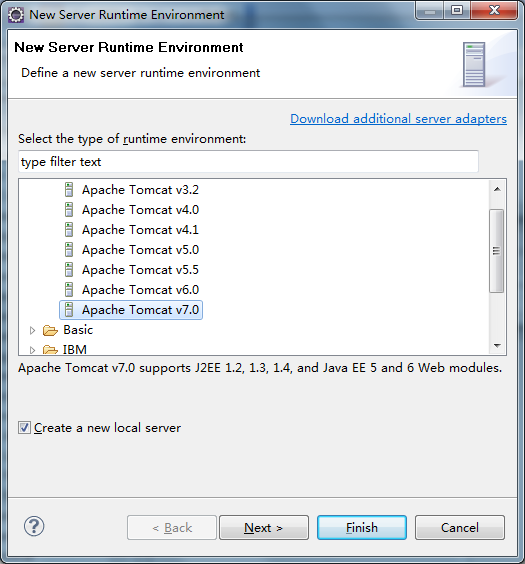 New Server Runtime Environment
New Server Runtime Environment
Define a new server runtime environment
Download additional server adapters
Select the type of runtime environment:
type filter text
Apache Tomcat v3.2
Apache Tomcat v4.0
Apache Tomcat v4.1
Apache Tomcat v5.0
Apache Tomcat v5.5
Apache Tomcat v6.0
Apache Tomcat v7.0
Basic
IBM
Apache Tomcat v7.0 supports J2EE 1.2, 1.3, 1.4, and Java EE 5 and 6 Web modules.
Create a new local server
? < Back Next > Finish Cancel